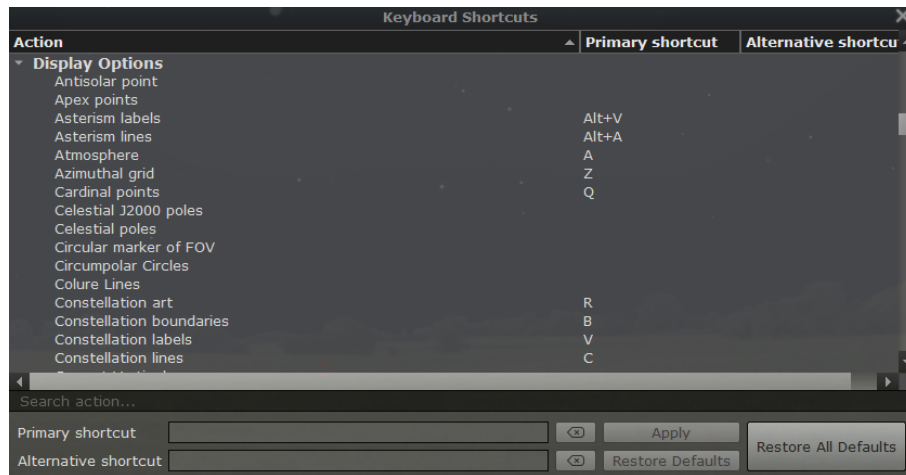 Keyboard Shortcuts
Action Primary shortcut Alternative shortcu
Display Options
Antisolar point
Apex points
Asterism labels Alt+V
Asterism lines Alt+A
Atmosphere A
Azimuthal grid Z
Cardinal points Q
Celestial J2000 poles
Celestial poles
Circular marker of FOV
Circumpolar Circles
Colure Lines
Constellation art R
Constellation boundaries B
Constellation labels V
Constellation lines C
Search action...
Primary shortcut Apply
Restore All Defaults
Alternative shortcut Restore Defaults